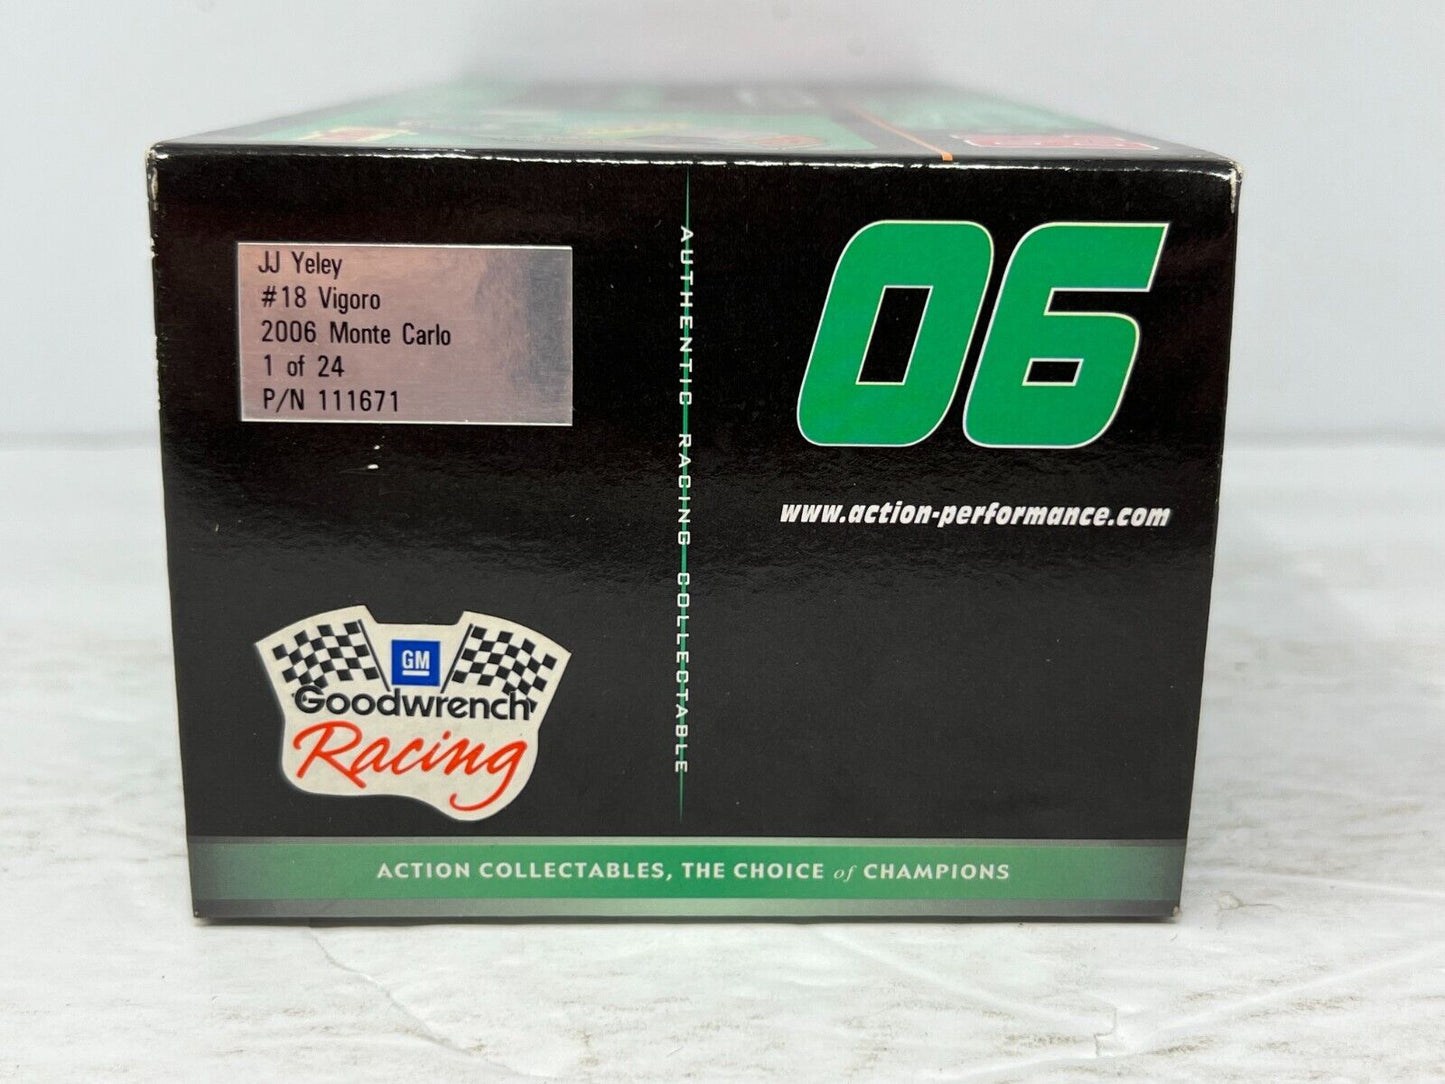 JJ Yeley
#18 Vigoro
2006 Monte Carlo
1 of 24
P/N 111671
AUTHENTIC RACING COLLECTABLE
06
www.action-performance.com
GM
Goodwrench
Racing
ACTION COLLECTABLES, THE CHOICE of CHAMPIONS